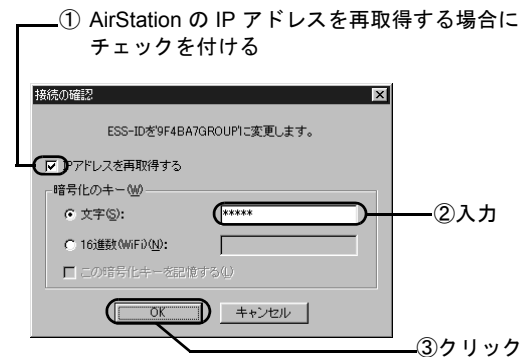 ① AirStation の IP アドレスを再取得する場合に
チェックを付ける
接続の確認
ESS-IDを'9F4BA7GROUP'に変更します。
IPアドレスを再取得する
暗号化のキー(W)
文字(S):
*****
②入力
16進数(WiFi)(N):
この暗号化キーを記憶する(L)
OK
キャンセル
③クリック